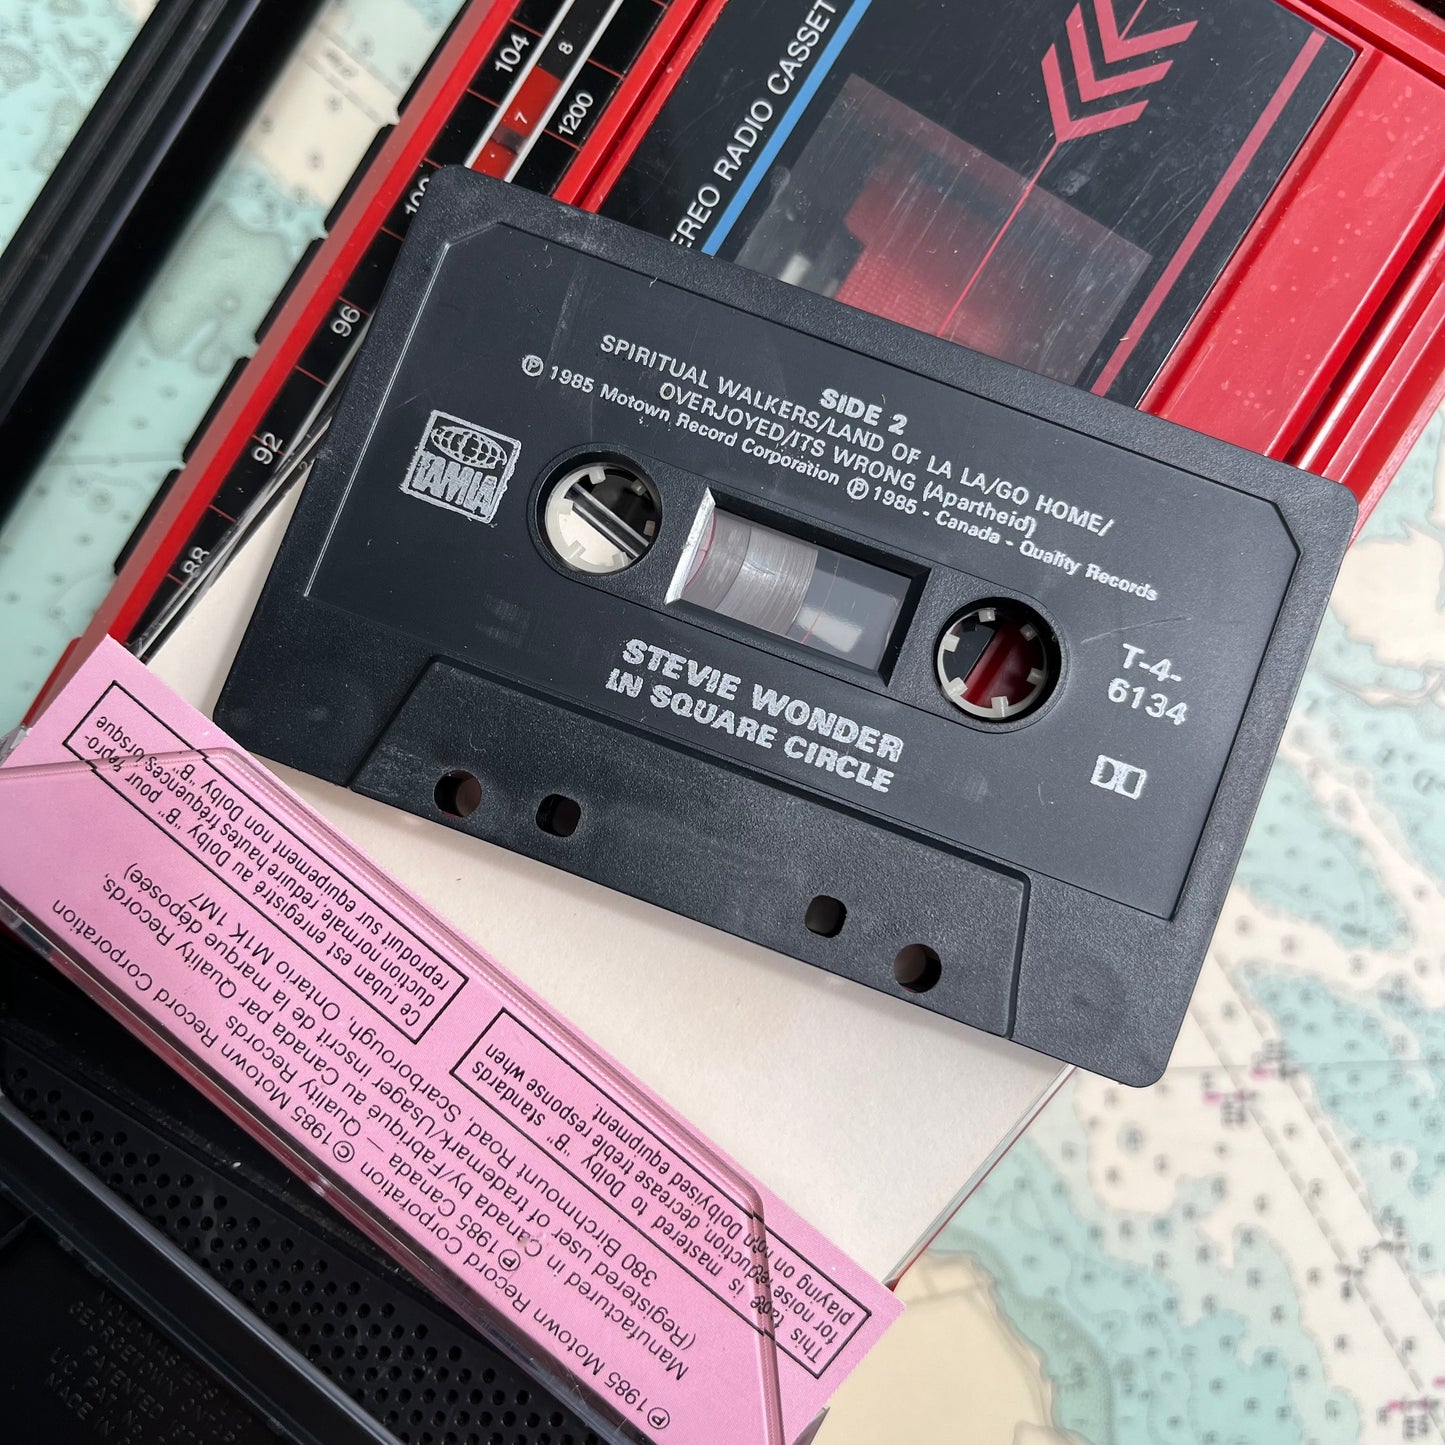 104
8
7
1200
100
96
92
88
EREO RADIO CASSET
SIDE 2
SPIRITUAL WALKERS/LAND OF LA LA/GO HOME/
OVERJOYED/ITS WRONG (Apartheid)
℗ 1985 Motown Record Corporation ℗ 1985 - Canada - Quality Records
TAMLA
STEVIE WONDER
IN SQUARE CIRCLE
T-4-
6134
Ce ruban est enregistré au Dolby "B" pour repro-
duction normale, reduire hautes fréquences lorsque
reproduit sur equipement non Dolby "B".
This tape is mastered to Dolby "B" standards
for noise reduction, decrease treble response when
playing on non Dolbyised equipment.
℗ 1985 Motown Record Corporation © 1985 Motown Record Corporation
℗ 1985 Canada — Quality Records
Manufactured in Canada by/Fabriqué au Canada par Quality Records,
(Registered user of trademark/Usager inscrit de la marque déposée)
380 Birchmount Road, Scarborough, Ontario M1K 1M7